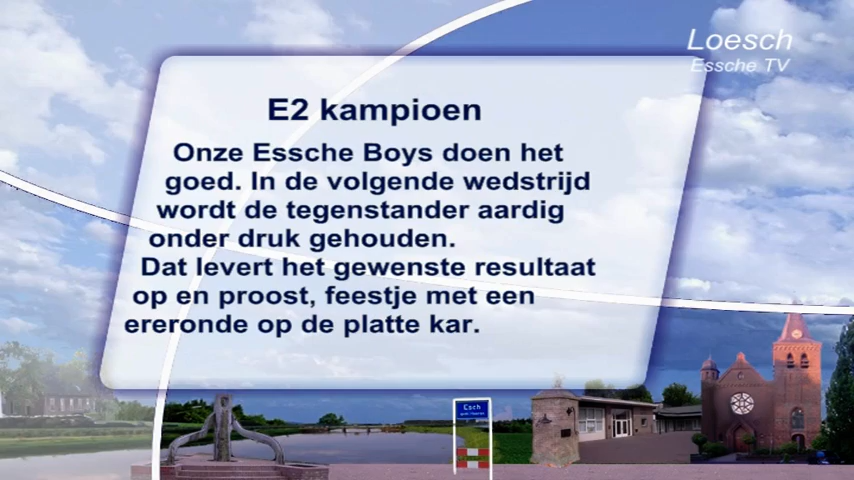 Loesch
Essche TV
E2 kampioen
Onze Essche Boys doen het
goed. In de volgende wedstrijd
wordt de tegenstander aardig
onder druk gehouden.
Dat levert het gewenste resultaat
op en proost, feestje met een
ereronde op de platte kar.
Esch